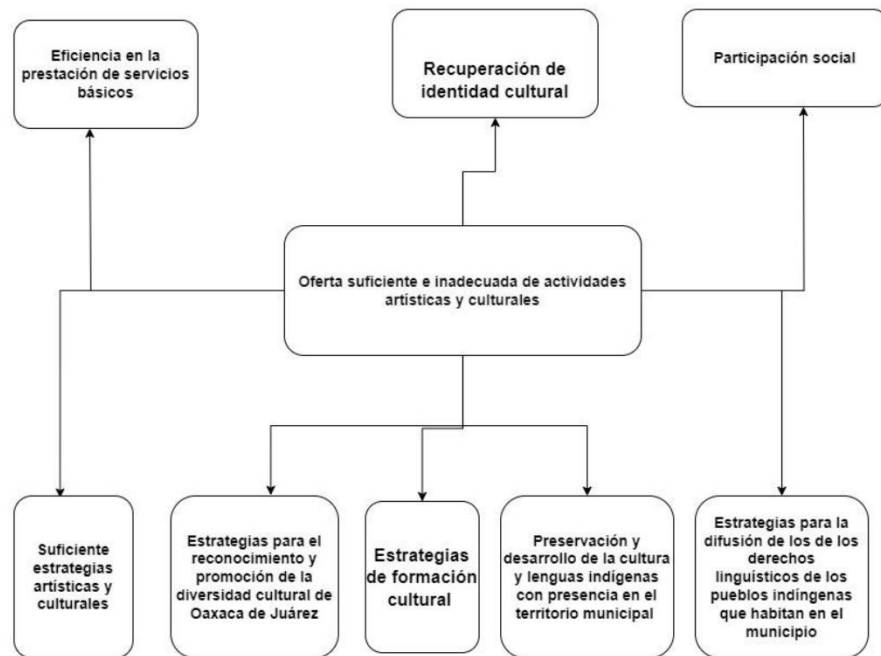 Eficiencia en la
prestación de servicios
básicos
Recuperación de
identidad cultural
Participación social
Oferta suficiente e inadecuada de actividades
artísticas y culturales
Suficiente
estrategias
artísticas y
culturales
Estrategias para el
reconocimiento y
promoción de la
diversidad cultural de
Oaxaca de Juárez
Estrategias
de formación
cultural
Preservación y
desarrollo de la cultura
y lenguas indígenas
con presencia en el
territorio municipal
Estrategias para la
difusión de los de los
derechos
linguísticos de los
pueblos indíngenas
que habitan en el
municipio